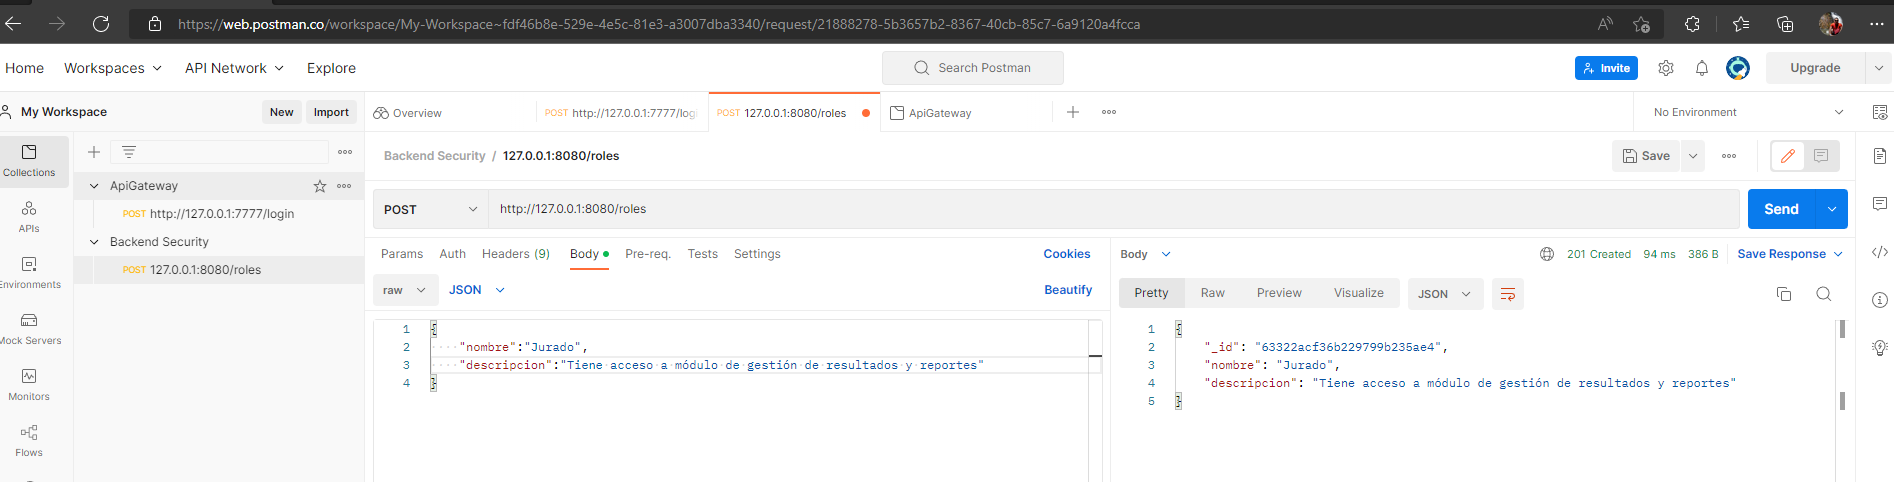 https://web.postman.co/workspace/My-Workspace~fdf46b8e-529e-4e5c-81e3-a3007dba3340/request/21888278-5b3657b2-8367-40cb-85c7-6a9120a4fcca
Home Workspaces API Network Explore Search Postman Invite Upgrade
My Workspace New Import Overview POST http://127.0.0.1:7777/logi POST 127.0.0.1:8080/roles ApiGateway No Environment
Collections
APIs
Environments
Mock Servers
Monitors
Flows
ApiGateway
POST http://127.0.0.1:7777/login
Backend Security
POST 127.0.0.1:8080/roles
Backend Security / 127.0.0.1:8080/roles Save
POST http://127.0.0.1:8080/roles Send
Params Auth Headers (9) Body Pre-req. Tests Settings Cookies
raw JSON Beautify
1 {
2 "nombre":"Jurado",
3 "descripcion":"Tiene acceso a módulo de gestión de resultados y reportes"
4 }
Body 201 Created 94 ms 386 B Save Response
Pretty Raw Preview Visualize JSON
1 {
2 "_id": "63322acf36b229799b235ae4",
3 "nombre": "Jurado",
4 "descripcion": "Tiene acceso a módulo de gestión de resultados y reportes"
5 }